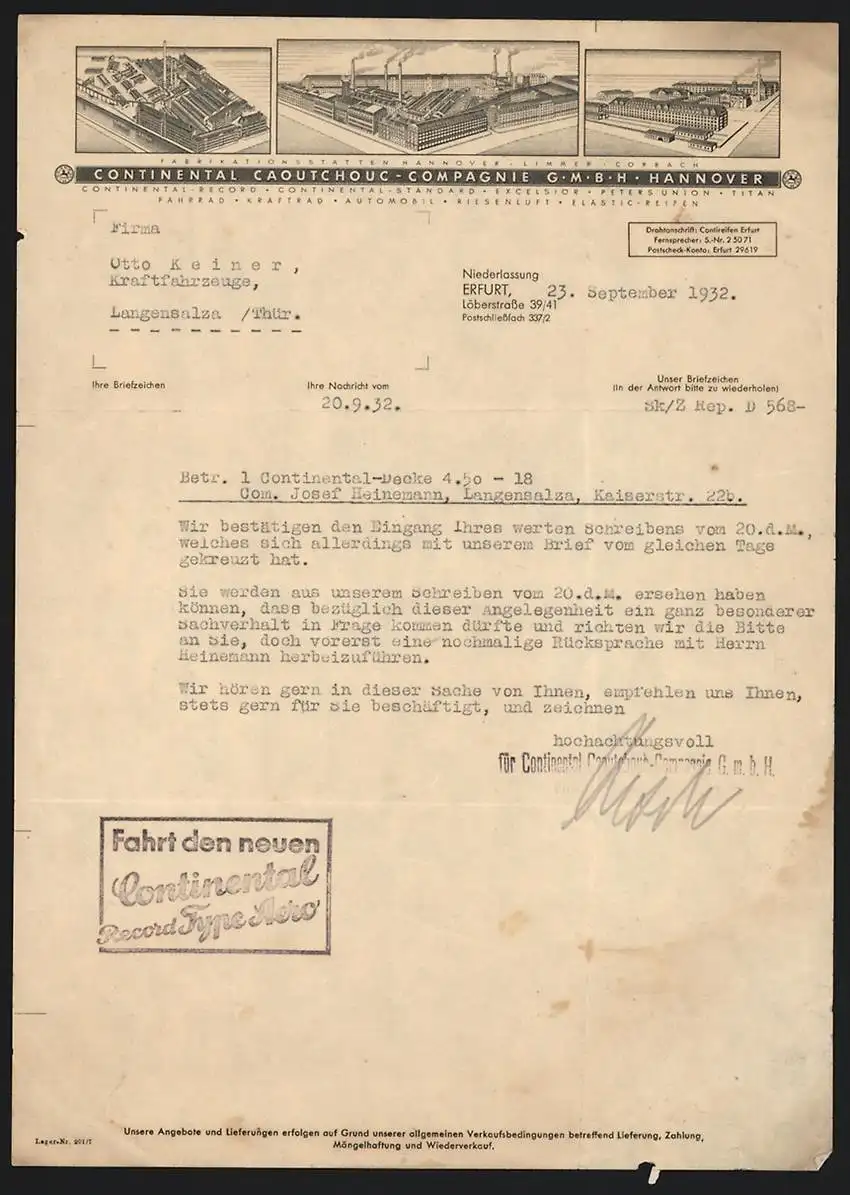 FABRIKATIONSSTÄTTEN HANNOVER · LIMMER · CORBACH
CONTINENTAL CAOUTCHOUC-COMPAGNIE G·M·B·H·HANNOVER
CONTINENTAL-RECORD · CONTINENTAL-STANDARD · EXCELSIOR · PETERS UNION · TITAN
FAHRRAD · KRAFTRAD · AUTOMOBIL · RIESENLUFT · ELASTIC-REIFEN
Drahtanschrift: Contireifen Erfurt
Fernsprecher: S.-Nr. 2 50 71
Postscheck-Konto: Erfurt 29619
Firma
Otto Keiner,
Kraftfahrzeuge,
Langensalza /Thür.
Niederlassung
ERFURT, 23. September 1932.
Löberstraße 39/41
Postschließfach 337/2
Ihre Briefzeichen
Ihre Nachricht vom
20.9.32.
Unser Briefzeichen
(In der Antwort bitte zu wiederholen)
Sk/Z Rep. D 568-
Betr. 1 Continental-Decke 4.50 - 18
Com. Josef Heinemann, Langensalza, Kaiserstr. 22b.
Wir bestätigen den Eingang Ihres werten Schreibens vom 20.d.M.,
welches sich allerdings mit unserem Brief vom gleichen Tage
gekreuzt hat.
Sie werden aus unserem Schreiben vom 20.d.M. ersehen haben
können, dass bezüglich dieser Angelegenheit ein ganz besonderer
Sachverhalt in Frage kommen dürfte und richten wir die Bitte
an Sie, doch vorerst eine nochmalige Rücksprache mit Herrn
Heinemann herbeizuführen.
Wir hören gern in dieser Sache von Ihnen, empfehlen uns Ihnen,
stets gern für Sie beschäftigt, und zeichnen
hochachtungsvoll
für Continental Caoutchouc-Compagnie G. m. b. H.
Fahrt den neuen
Continental
Record Type Aero
Unsere Angebote und Lieferungen erfolgen auf Grund unserer allgemeinen Verkaufsbedingungen betreffend Lieferung, Zahlung,
Mängelhaftung und Wiederverkauf.
Lager-Nr. 201/7